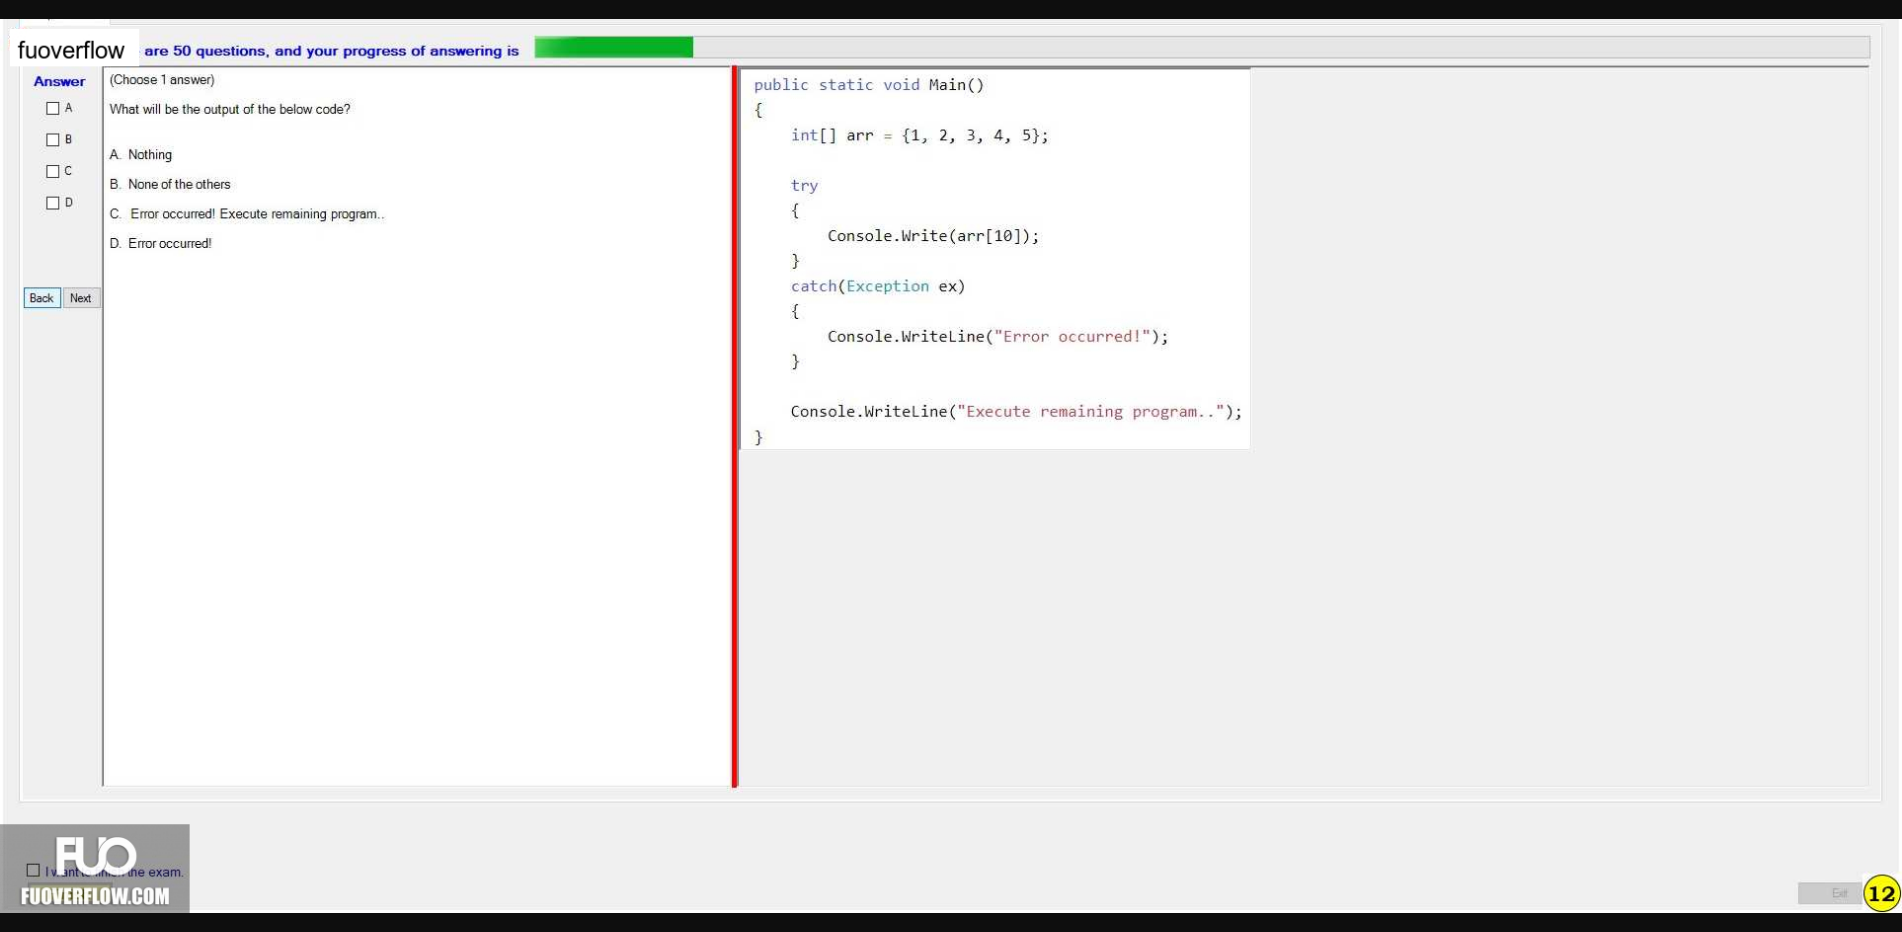 fuoverflow are 50 questions, and your progress of answering is
Answer
A
B
C
D
Back Next
(Choose 1 answer)
What will be the output of the below code?
A. Nothing
B. None of the others
C. Error occurred! Execute remaining program..
D. Error occurred!
public static void Main()
{
int[] arr = {1, 2, 3, 4, 5};
try
{
Console.Write(arr[10]);
}
catch(Exception ex)
{
Console.WriteLine("Error occurred!");
}
Console.WriteLine("Execute remaining program..");
}
FUO
I want the exam.
FUOVERFLOW.COM
Exit
12